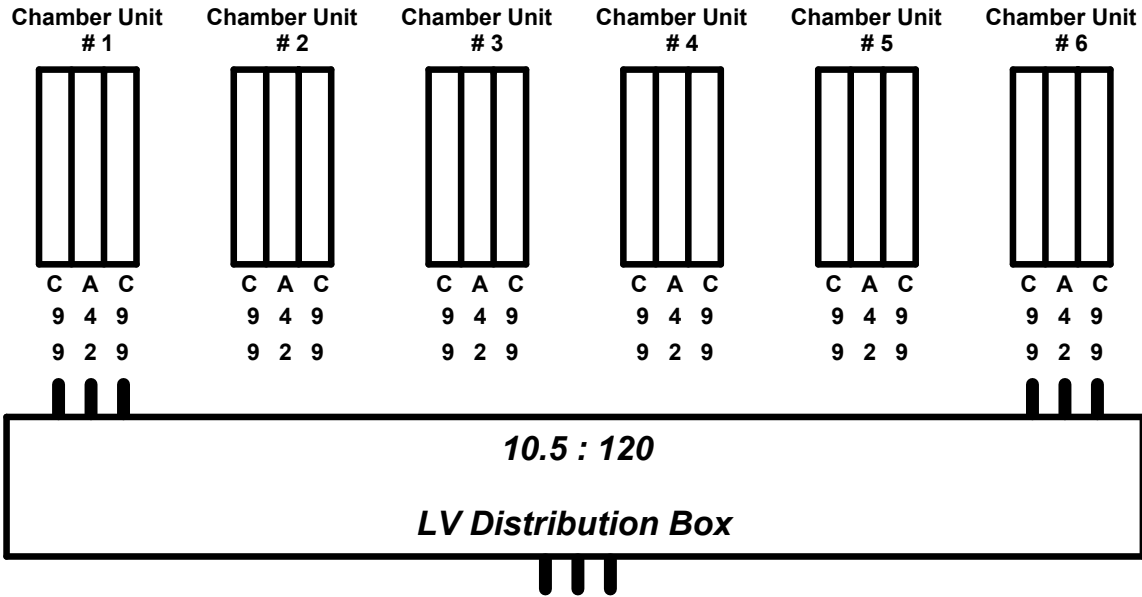 Chamber Unit Chamber Unit Chamber Unit Chamber Unit Chamber Unit Chamber Unit
# 1 # 2 # 3 # 4 # 5 # 6
C A C C A C C A C C A C C A C C A C
9 4 9 9 4 9 9 4 9 9 4 9 9 4 9 9 4 9
9 2 9 9 2 9 9 2 9 9 2 9 9 2 9 9 2 9
10.5 : 120
LV Distribution Box